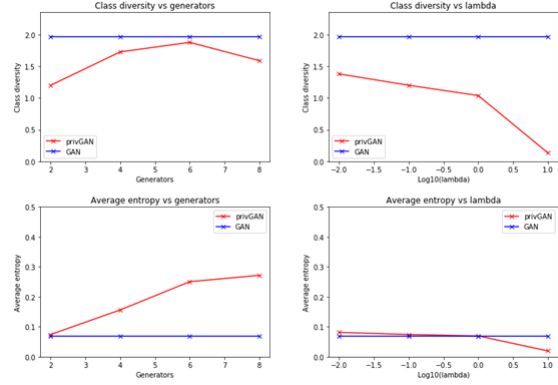 Class diversity vs generators
Class diversity
2.0
1.5
1.0
0.5
0.0
privGAN
GAN
2 3 4 5 6 7 8
Generators
Class diversity vs lambda
Class diversity
2.0
1.5
1.0
0.5
0.0
privGAN
GAN
−2.0 −1.5 −1.0 −0.5 0.0 0.5 1.0
Log10(lambda)
Average entropy vs generators
Average entropy
0.5
0.4
0.3
0.2
0.1
0.0
privGAN
GAN
2 3 4 5 6 7 8
Generators
Average entropy vs lambda
Average entropy
0.5
0.4
0.3
0.2
0.1
0.0
privGAN
GAN
−2.0 −1.5 −1.0 −0.5 0.0 0.5 1.0
Log10(lambda)